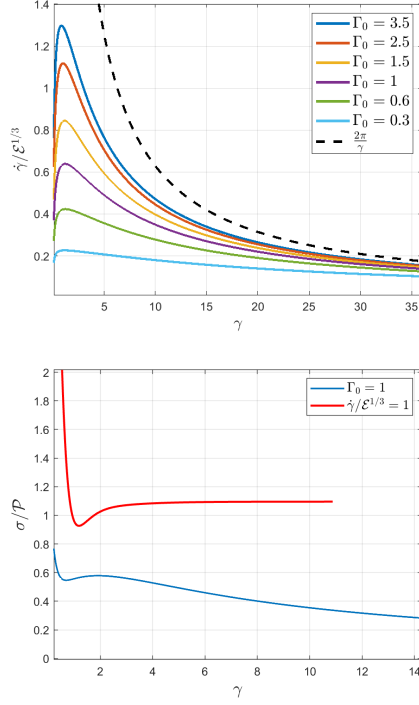 1.4
1.2
1
0.8
0.6
0.4
0.2
γ̇/ℰ^{1/3}
Γ₀ = 3.5
Γ₀ = 2.5
Γ₀ = 1.5
Γ₀ = 1
Γ₀ = 0.6
Γ₀ = 0.3
2π/γ
5 10 15 20 25 30 35
γ
2
1.8
1.6
1.4
1.2
1
0.8
0.6
0.4
0.2
0
σ/𝒫
Γ₀ = 1
γ̇/ℰ^{1/3} = 1
2 4 6 8 10 12 14
γ